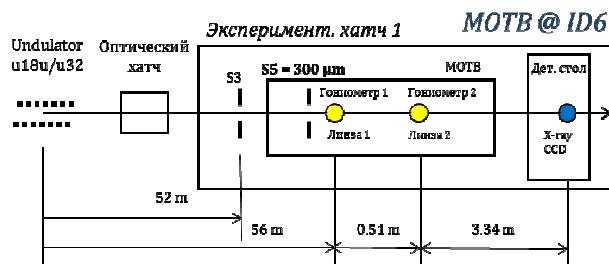 Эксперимент. хатч 1
MOTB @ ID6
Undulator
u18u/u32
Оптический
хатч
S3
S5 = 300 µm
MOTB
Дет. стол
Гониометр 1
Гониометр 2
Линза 1
Линза 2
X-ray
CCD
52 m
56 m
0.51 m
3.34 m